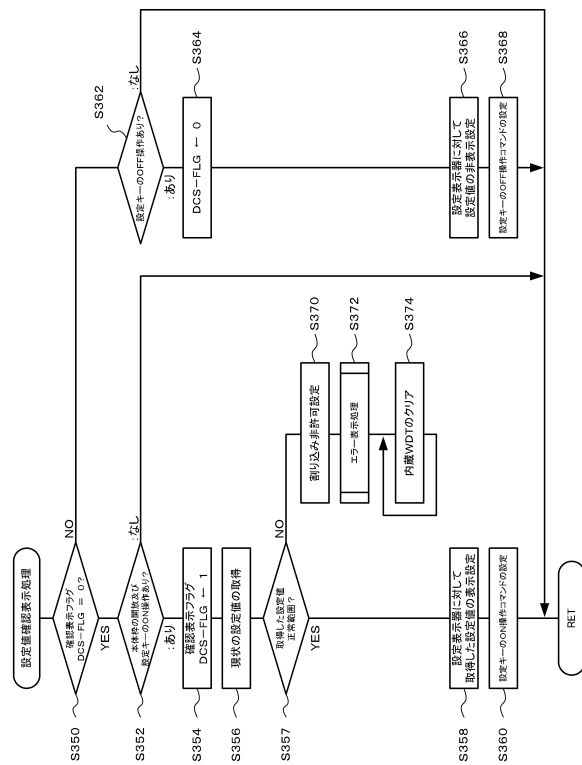 設定値確認表示処理
S350
確認表示フラグ
DCS-FLG = 0?
NO
YES
S352
本体枠の開放及び
設定キーのON操作あり?
:なし
:あり
S354
確認表示フラグ
DCS-FLG ← 1
S356
現状の設定値の取得
S357
取得した設定値
正常範囲?
NO
YES
S358
設定表示器に対して
取得した設定値の表示設定
S360
設定キーのON操作コマンドの設定
RET
S370
割り込み非許可設定
S372
エラー表示処理
S374
内蔵WDTのクリア
S362
設定キーのOFF操作あり?
:なし
:あり
S364
DCS-FLG ← 0
S366
設定表示器に対して
設定値の非表示設定
S368
設定キーのOFF操作コマンドの設定